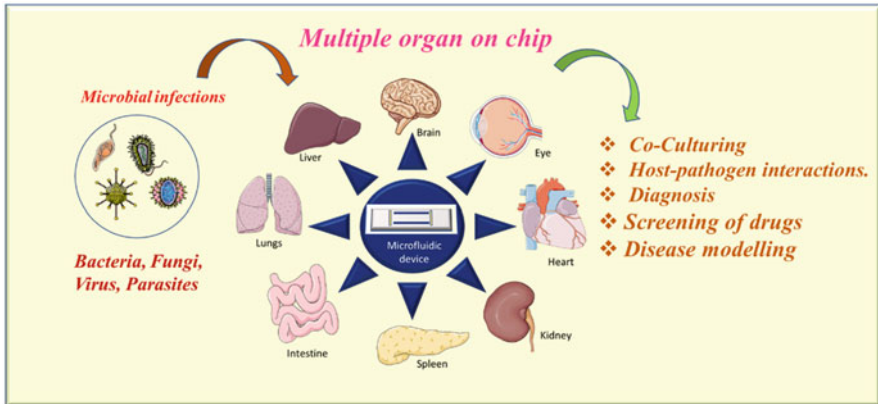 Multiple organ on chip
Microbial infections
Bacteria, Fungi,
Virus, Parasites
Brain
Liver
Eye
Lungs
Microfluidic
device
Heart
Intestine
Kidney
Spleen
❖ Co-Culturing
❖ Host-pathogen interactions.
❖ Diagnosis
❖ Screening of drugs
❖ Disease modelling